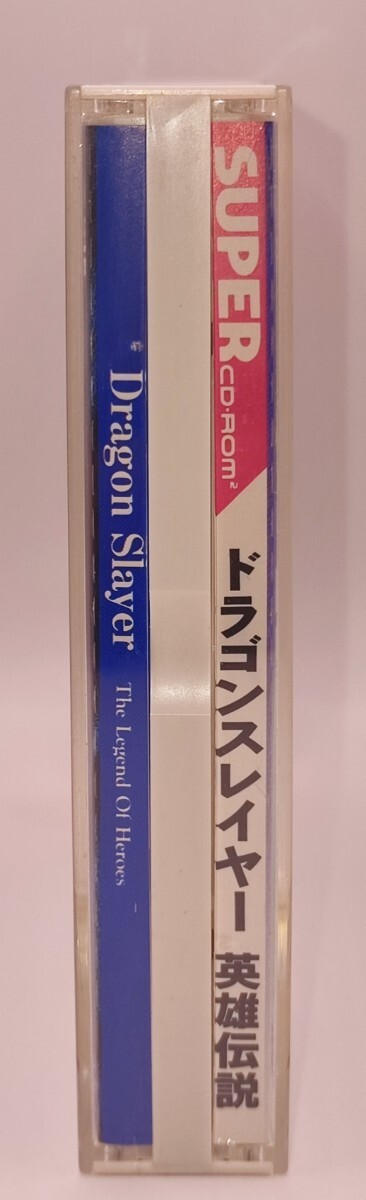 SUPER CD-ROM²
ドラゴンスレイヤー 英雄伝説
Dragon Slayer The Legend Of Heroes